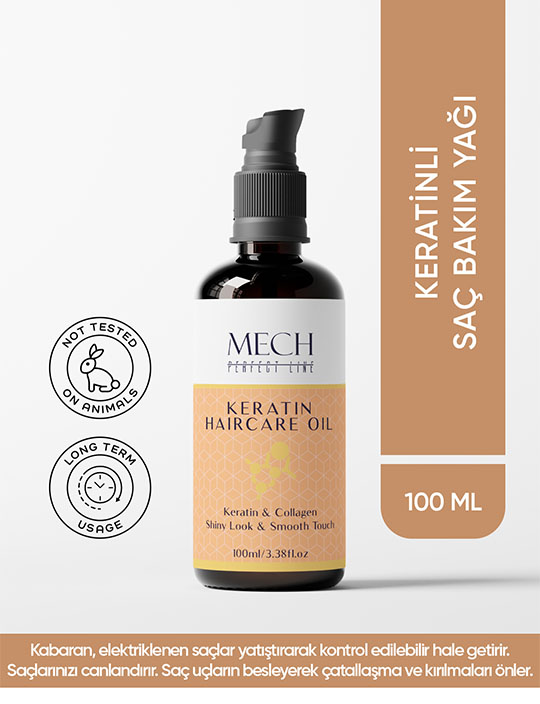 KERATİNLİ
SAÇ BAKIM YAĞI
100 ML
NOT TESTED
ON ANIMALS
LONG TERM
USAGE
MECH
PERFECT LINE
KERATIN
HAIRCARE OIL
Keratin & Collagen
Shiny Look & Smooth Touch
100ml/3.38fl.oz
Kabaran, elektriklenen saçlar yatıştırarak kontrol edilebilir hale getirir.
Saçlarınızı canlandırır. Saç uçların besleyerek çatallaşma ve kırılmaları önler.